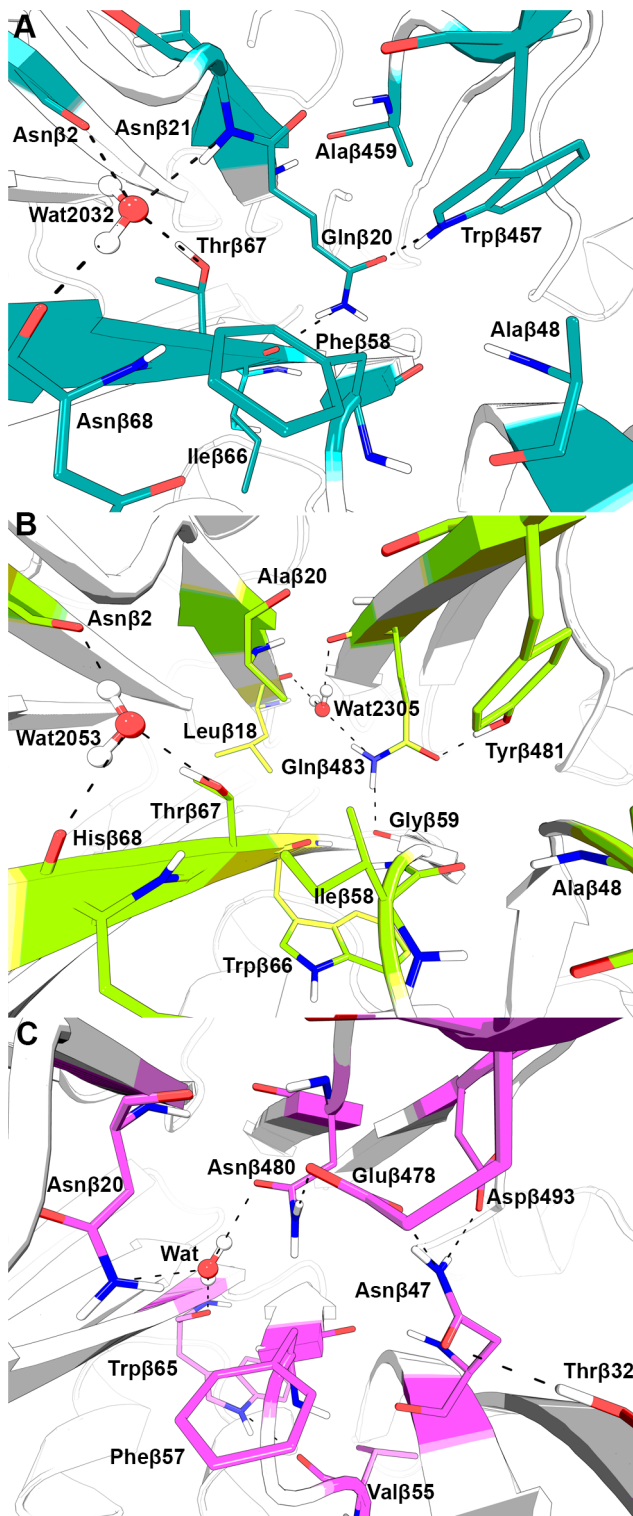 A
Asnβ2
Asnβ21
Alaβ459
Wat2032
Thrβ67
Glnβ20
Trpβ457
Pheβ58
Alaβ48
Asnβ68
Ileβ66
B
Alaβ20
Asnβ2
Wat2053
Leuβ18
Wat2305
Glnβ483
Tyrβ481
Thrβ67
Hisβ68
Glyβ59
Ileβ58
Alaβ48
Trpβ66
C
Asnβ480
Gluβ478
Asnβ20
Aspβ493
Wat
Asnβ47
Trpβ65
Thrβ32
Pheβ57
Valβ55